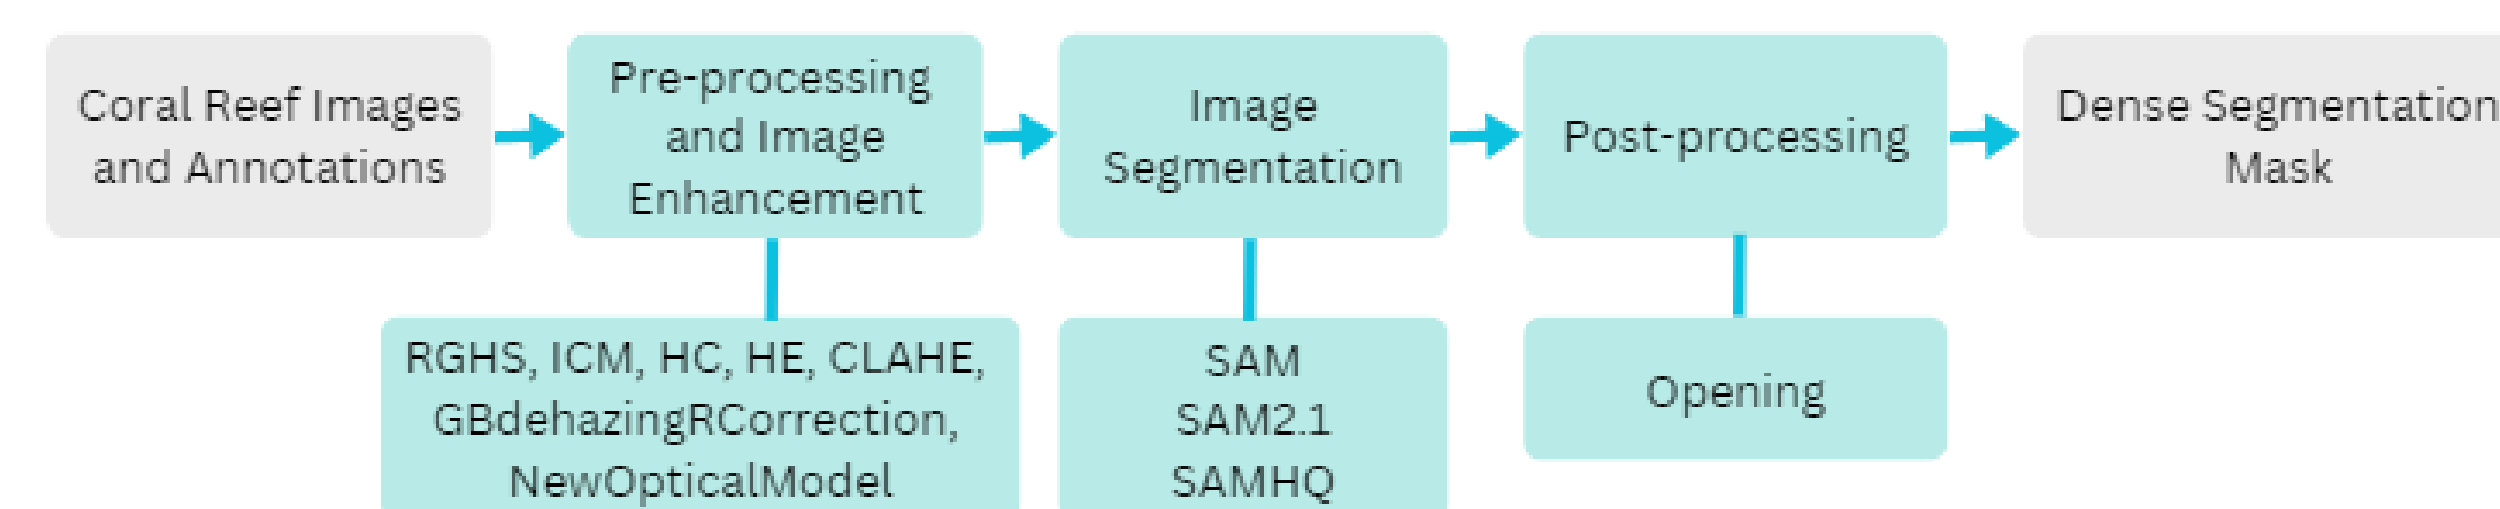 Coral Reef Images
and Annotations
Pre-processing
and Image
Enhancement
Image
Segmentation
Post-processing
Dense Segmentation
Mask
RGHS, ICM, HC, HE, CLAHE,
GBdehazingRCorrection,
NewOpticalModel
SAM
SAM2.1
SAMHQ
Opening